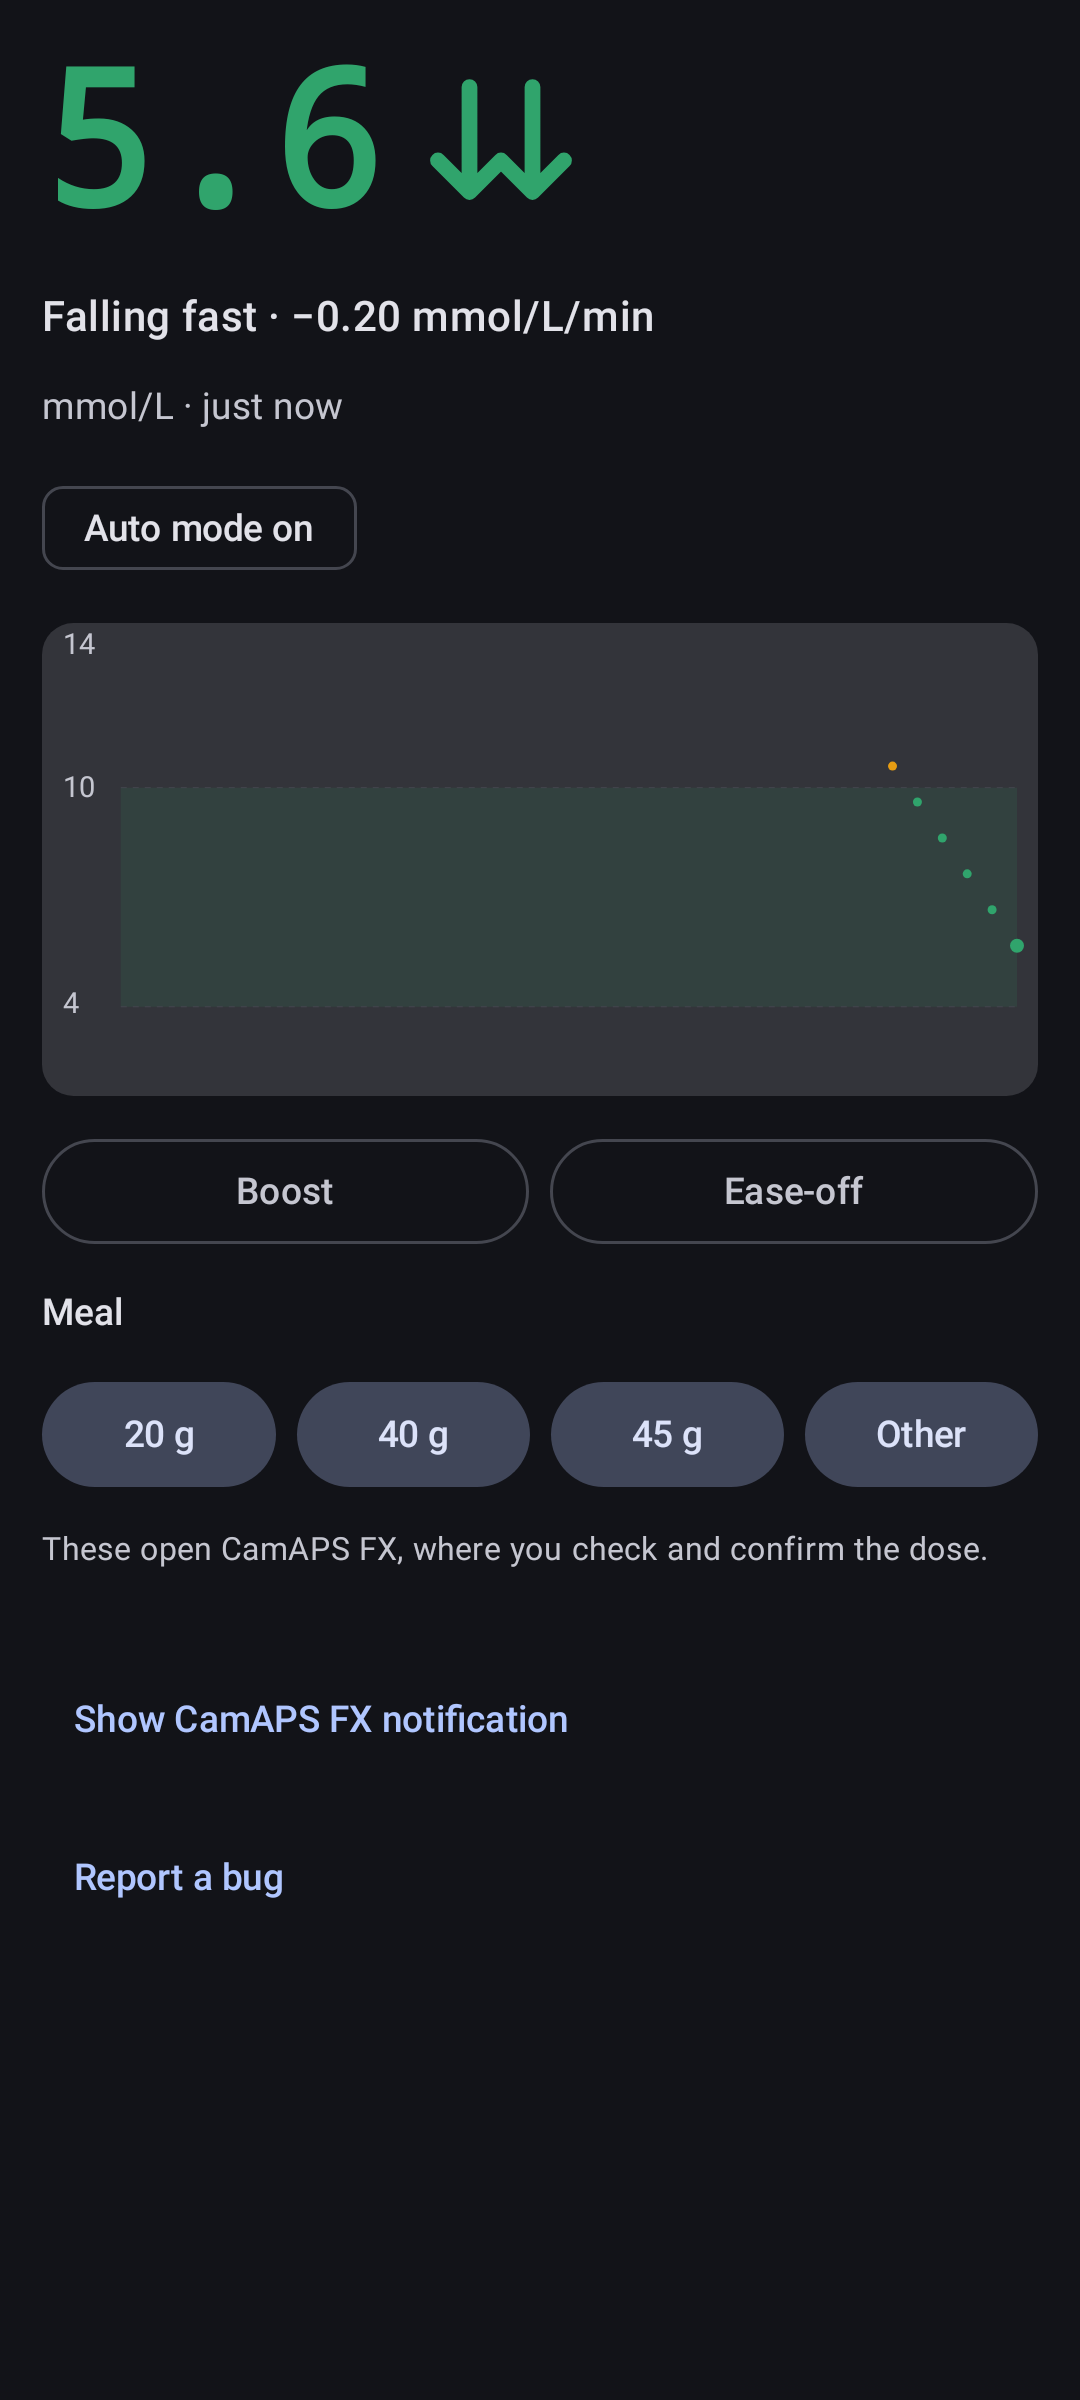 5.6
Falling fast · −0.20 mmol/L/min
mmol/L · just now
Auto mode on
14
10
4
Boost
Ease-off
Meal
20 g
40 g
45 g
Other
These open CamAPS FX, where you check and confirm the dose.
Show CamAPS FX notification
Report a bug